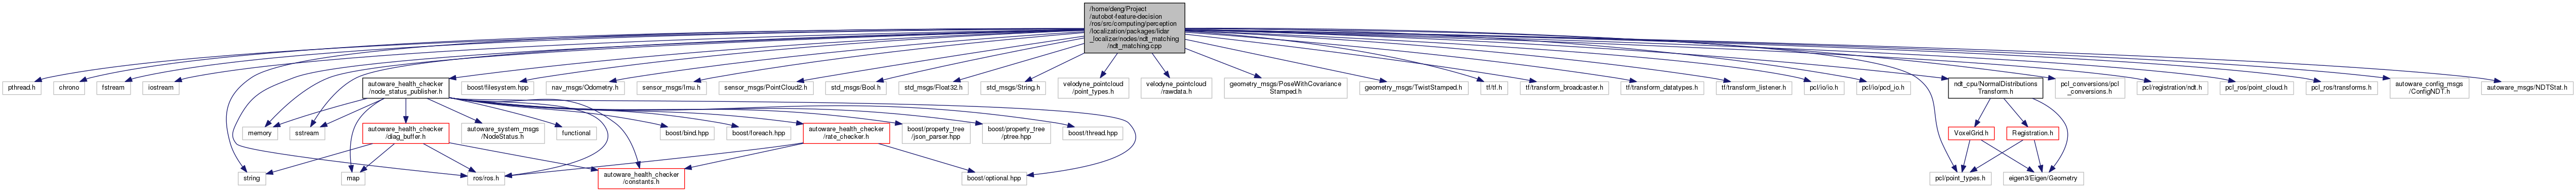 /home/deng/Project
/autobot-feature-decision
/ros/src/computing/perception
/localization/packages/lidar
_localizer/nodes/ndt_matching
/ndt_matching.cpp
pthread.h
chrono
fstream
iostream
autoware_health_checker
/node_status_publisher.h
boost/filesystem.hpp
nav_msgs/Odometry.h
sensor_msgs/Imu.h
sensor_msgs/PointCloud2.h
std_msgs/Bool.h
std_msgs/Float32.h
std_msgs/String.h
velodyne_pointcloud
/point_types.h
velodyne_pointcloud
/rawdata.h
geometry_msgs/PoseWithCovariance
Stamped.h
geometry_msgs/TwistStamped.h
tf/tf.h
tf/transform_broadcaster.h
tf/transform_datatypes.h
tf/transform_listener.h
pcl/io/io.h
pcl/io/pcd_io.h
ndt_cpu/NormalDistributions
Transform.h
pcl_conversions/pcl
_conversions.h
pcl/registration/ndt.h
pcl_ros/point_cloud.h
pcl_ros/transforms.h
autoware_config_msgs
/ConfigNDT.h
autoware_msgs/NDTStat.h
memory
sstream
autoware_health_checker
/diag_buffer.h
autoware_system_msgs
/NodeStatus.h
functional
boost/bind.hpp
boost/foreach.hpp
autoware_health_checker
/rate_checker.h
boost/property_tree
/json_parser.hpp
boost/property_tree
/ptree.hpp
boost/thread.hpp
VoxelGrid.h
Registration.h
string
map
ros/ros.h
autoware_health_checker
/constants.h
boost/optional.hpp
pcl/point_types.h
eigen3/Eigen/Geometry